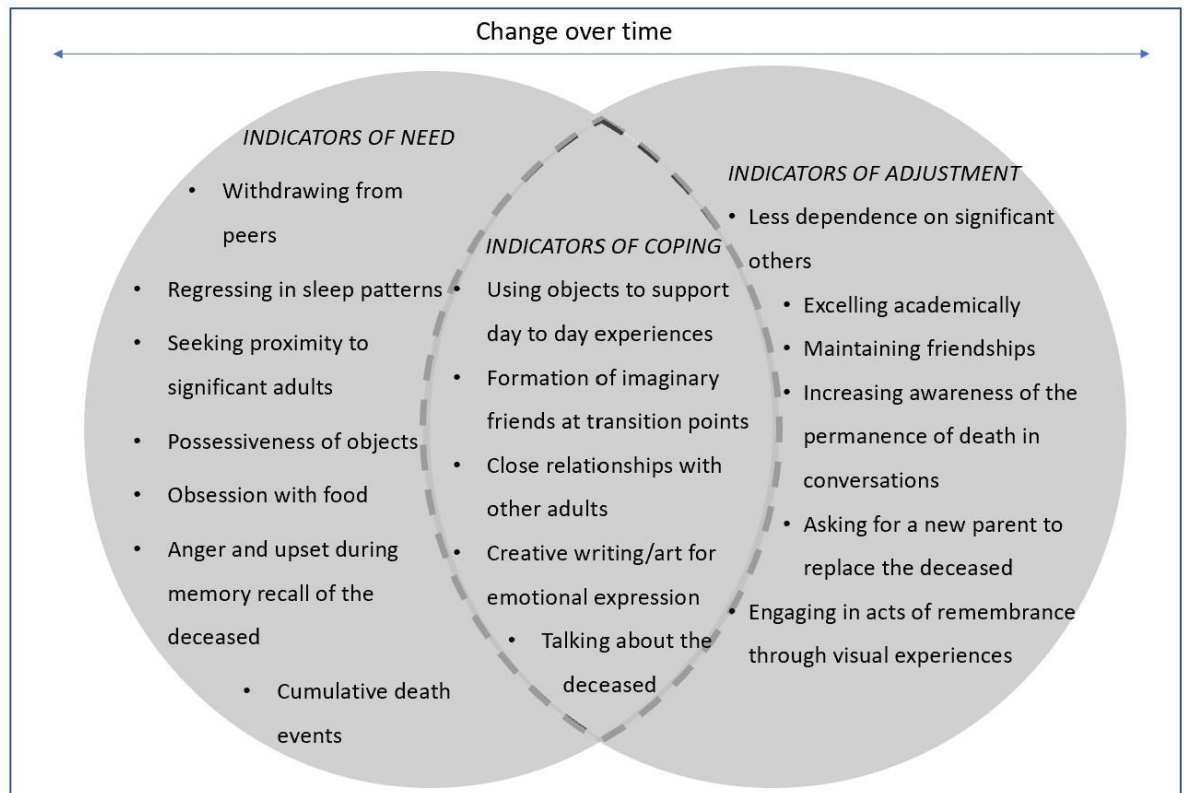 Change over time
INDICATORS OF NEED
• Withdrawing from
peers
• Regressing in sleep patterns
• Seeking proximity to
significant adults
• Possessiveness of objects
• Obsession with food
• Anger and upset during
memory recall of the
deceased
• Cumulative death
events
INDICATORS OF COPING
• Using objects to support
day to day experiences
• Formation of imaginary
friends at transition points
• Close relationships with
other adults
• Creative writing/art for
emotional expression
• Talking about the
deceased
INDICATORS OF ADJUSTMENT
• Less dependence on significant
others
• Excelling academically
• Maintaining friendships
• Increasing awareness of the
permanence of death in
conversations
• Asking for a new parent to
replace the deceased
• Engaging in acts of remembrance
through visual experiences